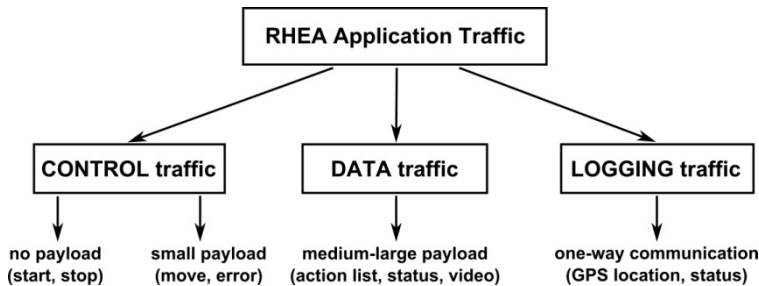 RHEA Application Traffic
CONTROL traffic
DATA traffic
LOGGING traffic
no payload
(start, stop)
small payload
(move, error)
medium-large payload
(action list, status, video)
one-way communication
(GPS location, status)